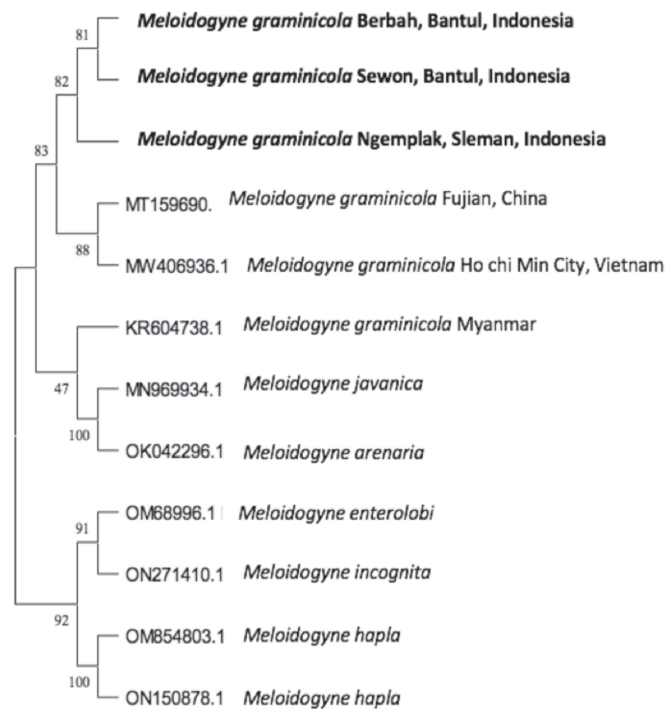 81
Meloidogyne graminicola Berbah, Bantul, Indonesia
82
Meloidogyne graminicola Sewon, Bantul, Indonesia
83
Meloidogyne graminicola Ngemplak, Sleman, Indonesia
MT159690. Meloidogyne graminicola Fujian, China
88
MW406936.1 Meloidogyne graminicola Ho chi Min City, Vietnam
KR604738.1 Meloidogyne graminicola Myanmar
47
MN969934.1 Meloidogyne javanica
100
OK042296.1 Meloidogyne arenaria
OM68996.1 Meloidogyne enterolobi
91
ON271410.1 Meloidogyne incognita
92
OM854803.1 Meloidogyne hapla
100
ON150878.1 Meloidogyne hapla